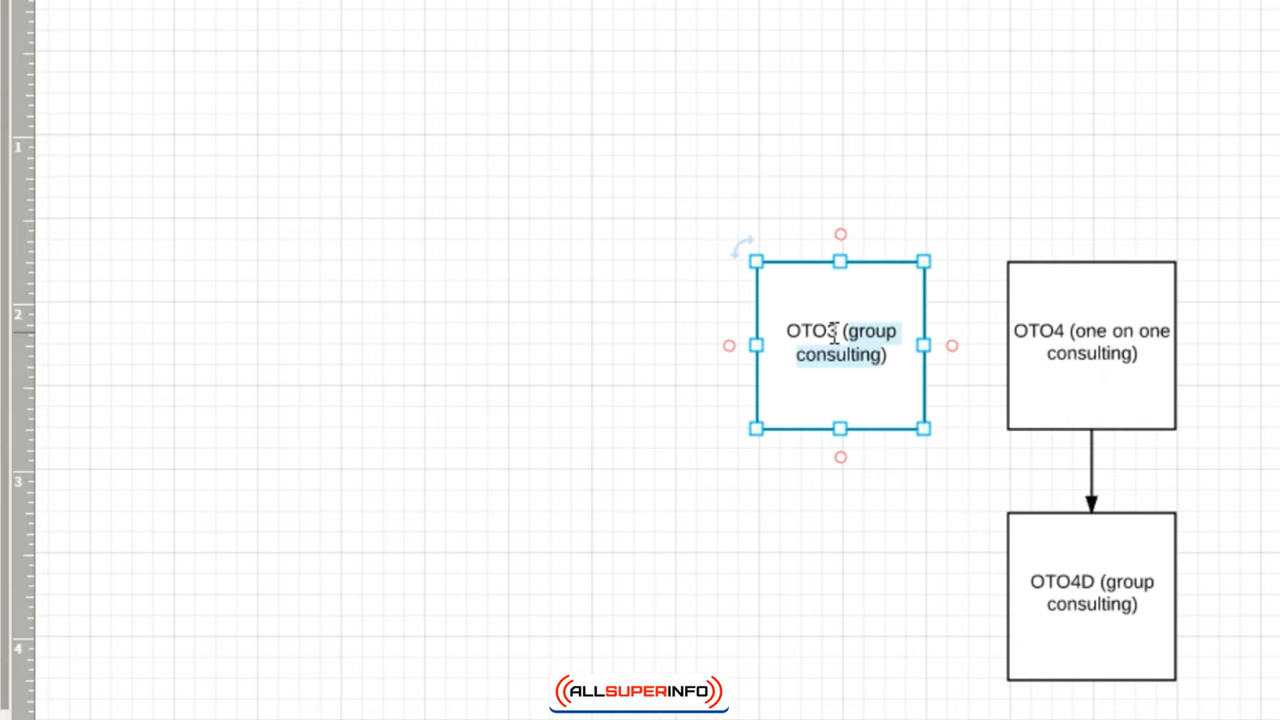 1
2
3
4
OTO3 (group
consulting)
OTO4 (one on one
consulting)
OTO4D (group
consulting)
ALLSUPERINFO